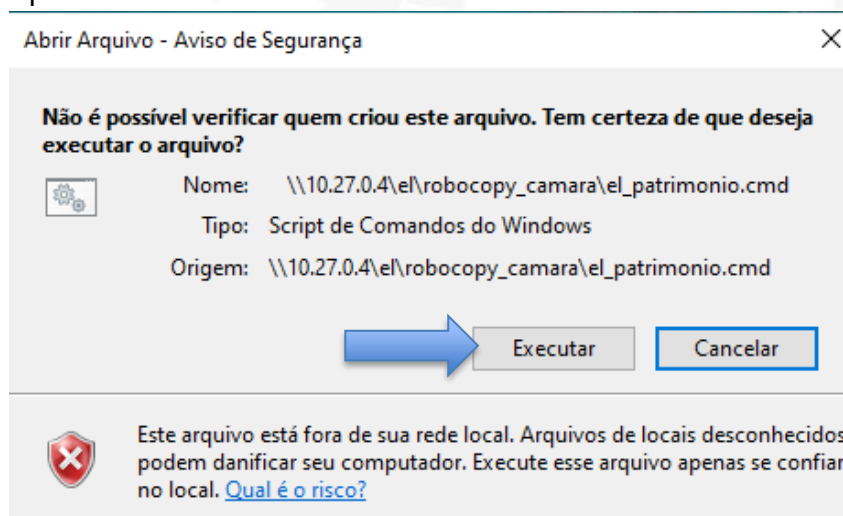 Abrir Arquivo - Aviso de Segurança
Não é possível verificar quem criou este arquivo. Tem certeza de que deseja
executar o arquivo?
Nome: \\10.27.0.4\el\robocopy_camara\el_patrimonio.cmd
Tipo: Script de Comandos do Windows
Origem: \\10.27.0.4\el\robocopy_camara\el_patrimonio.cmd
Executar Cancelar
Este arquivo está fora de sua rede local. Arquivos de locais desconhecidos
podem danificar seu computador. Execute esse arquivo apenas se confiar
no local. Qual é o risco?